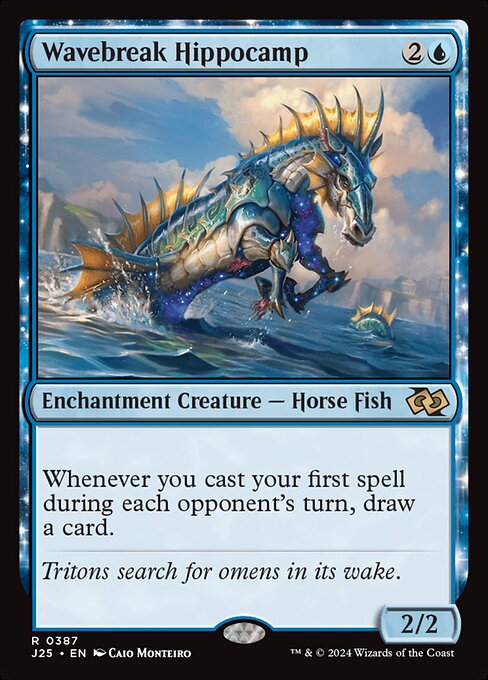 Wavebreak Hippocamp 2
Enchantment Creature — Horse Fish
Whenever you cast your first spell
during each opponent's turn, draw
a card.
Tritons search for omens in its wake.
2/2
R 0387
J25 • EN Caio Monteiro
™ & © 2024 Wizards of the Coast